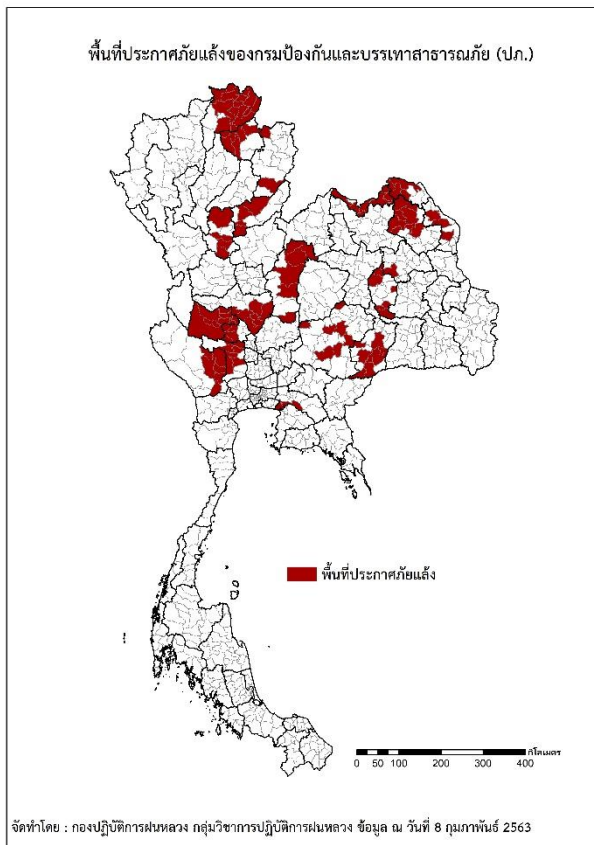 พื้นที่ประกาศภัยแล้งของกรมป้องกันและบรรเทาสาธารณภัย (ปภ.)
พื้นที่ประกาศภัยแล้ง
กิโลเมตร
0 50 100 200 300 400
จัดทำโดย : กองปฏิบัติการฝนหลวง กลุ่มวิชาการปฏิบัติการฝนหลวง ข้อมูล ณ วันที่ 8 กุมภาพันธ์ 2563